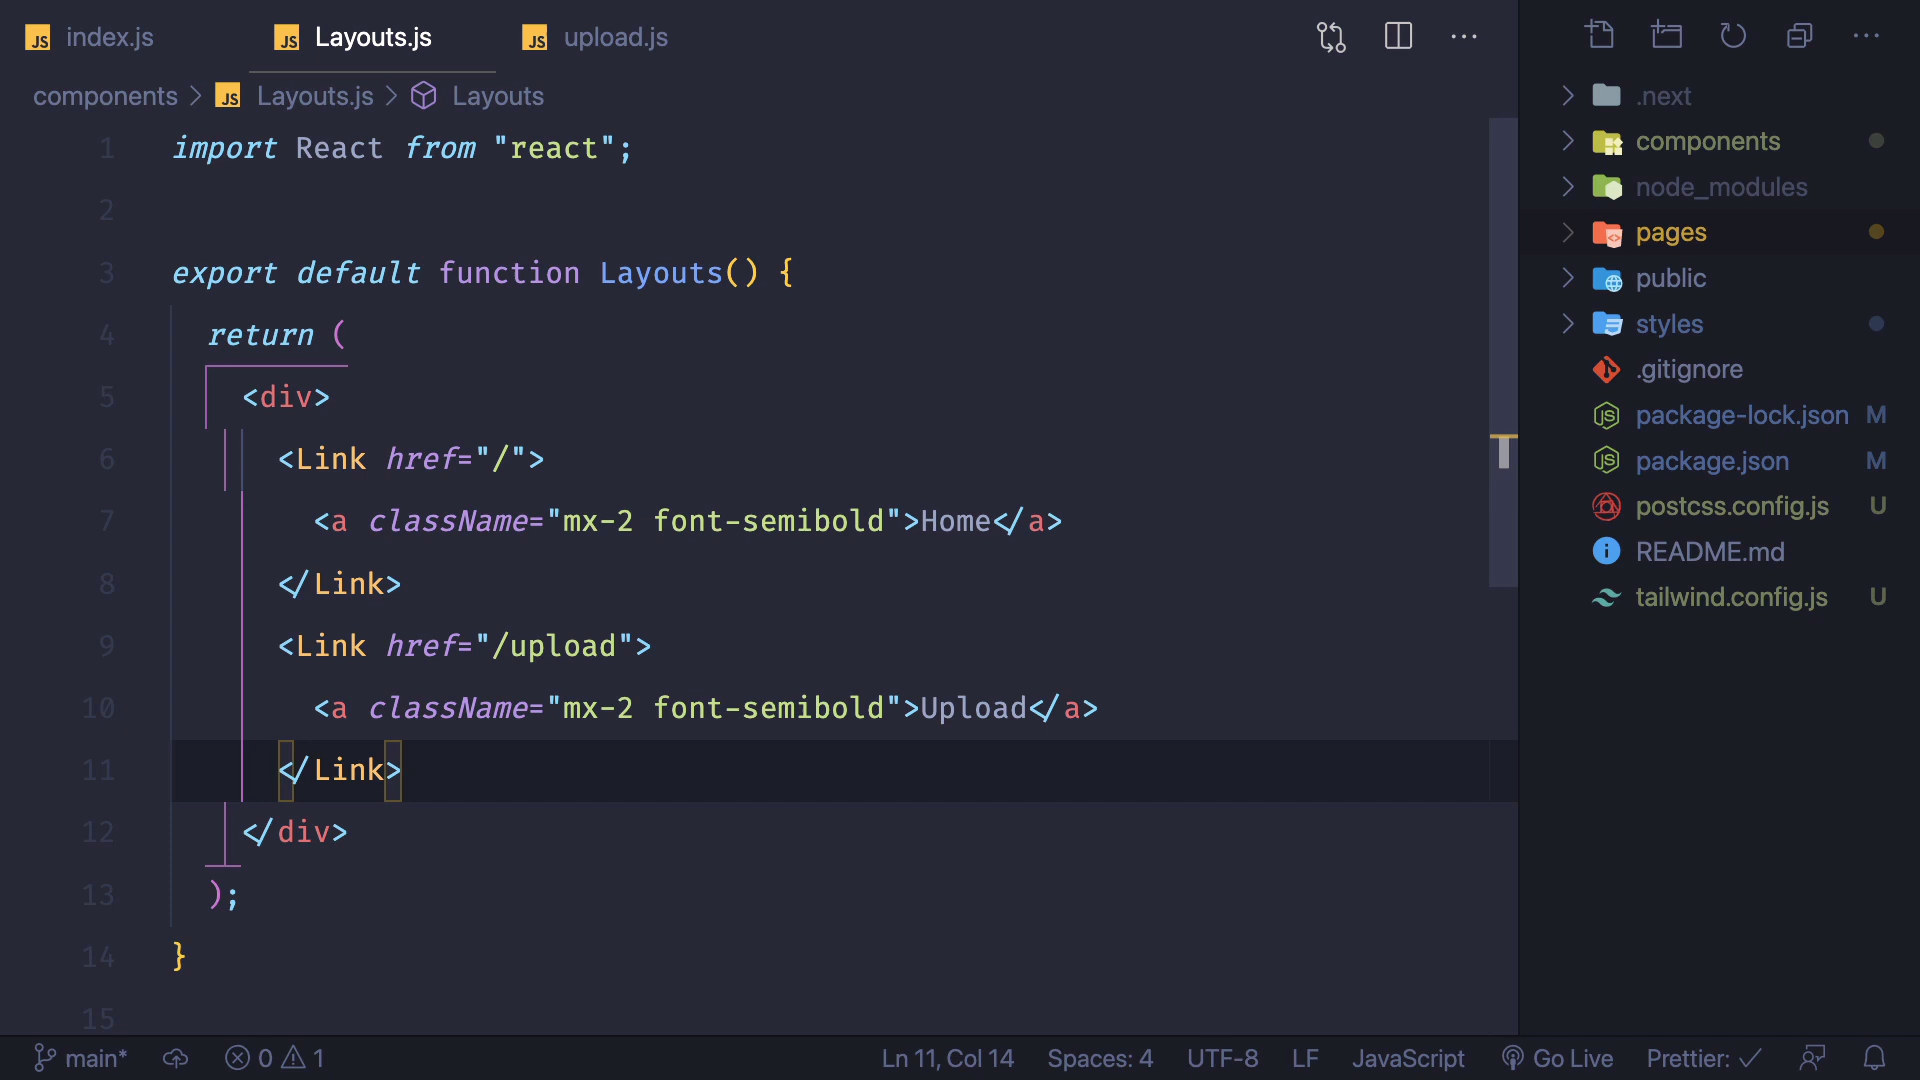 index.js
Layouts.js
upload.js
components > Layouts.js > Layouts
1 import React from "react";
2
3 export default function Layouts() {
4 return (
5 <div>
6 <Link href="/">
7 <a className="mx-2 font-semibold">Home</a>
8 </Link>
9 <Link href="/upload">
10 <a className="mx-2 font-semibold">Upload</a>
11 </Link>
12 </div>
13 );
14 }
15
.next
components
node_modules
pages
public
styles
.gitignore
package-lock.json M
package.json M
postcss.config.js U
README.md
tailwind.config.js U
main* 0 1 Ln 11, Col 14 Spaces: 4 UTF-8 LF JavaScript Go Live Prettier: ✓